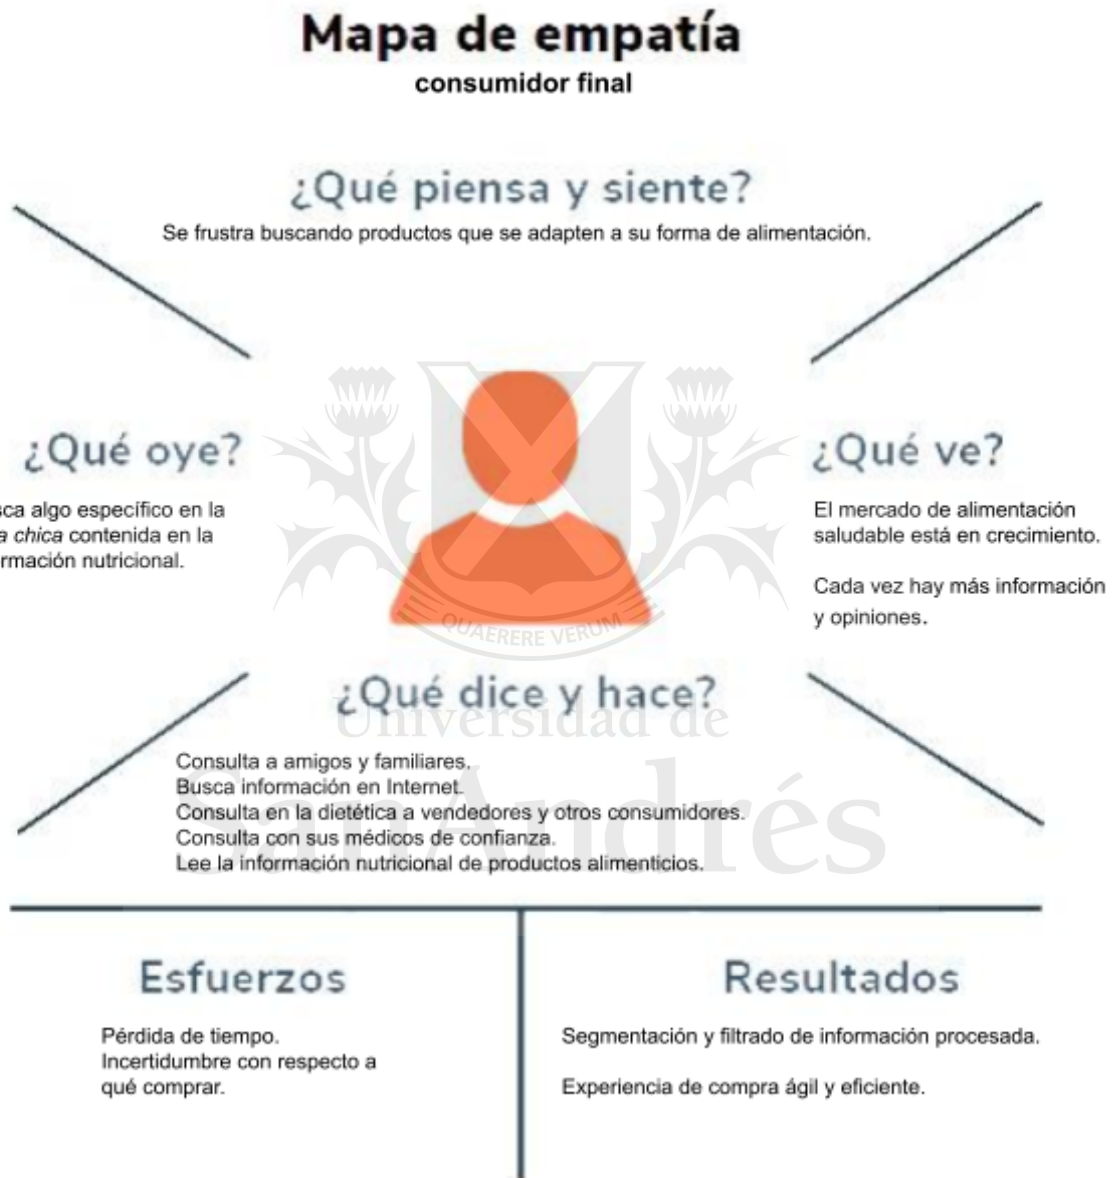 Mapa de empatía
consumidor final
¿Qué piensa y siente?
Se frustra buscando productos que se adapten a su forma de alimentación.
¿Qué oye?
sca algo específico en la
a chica contenida en la
rmación nutricional.
¿Qué ve?
El mercado de alimentación
saludable está en crecimiento.
Cada vez hay más información
y opiniones.
QUAERERE VERUM
¿Qué dice y hace?
Universidad de
SanAndrés
Consulta a amigos y familiares.
Busca información en Internet.
Consulta en la dietética a vendedores y otros consumidores.
Consulta con sus médicos de confianza.
Lee la información nutricional de productos alimenticios.
Esfuerzos
Pérdida de tiempo.
Incertidumbre con respecto a
qué comprar.
Resultados
Segmentación y filtrado de información procesada.
Experiencia de compra ágil y eficiente.